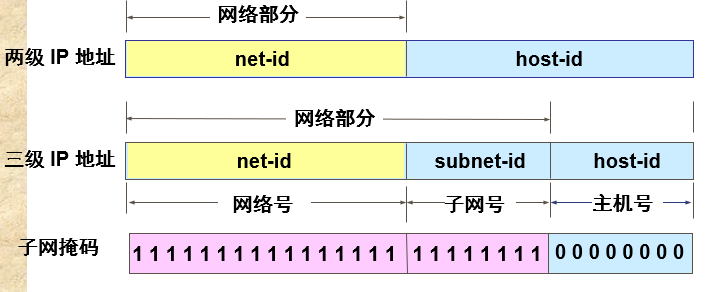 网络部分
两级 IP 地址 net-id host-id
网络部分
三级 IP 地址 net-id subnet-id host-id
网络号 子网号 主机号
子网掩码 1 1 1 1 1 1 1 1 1 1 1 1 1 1 1 1 1 1 1 1 1 1 1 1 0 0 0 0 0 0 0 0